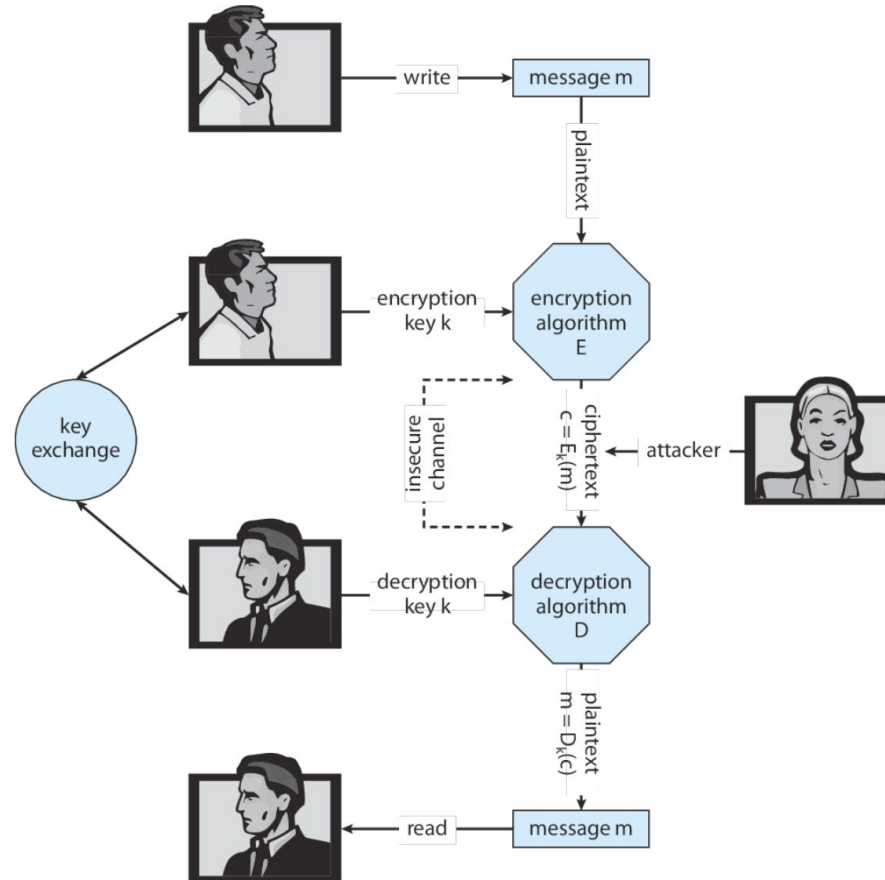 write
message m
plaintext
encryption
key k
encryption
algorithm
E
key
exchange
insecure
channel
ciphertext
c = Eₖ(m)
attacker
decryption
key k
decryption
algorithm
D
plaintext
m = Dₖ(c)
read
message m